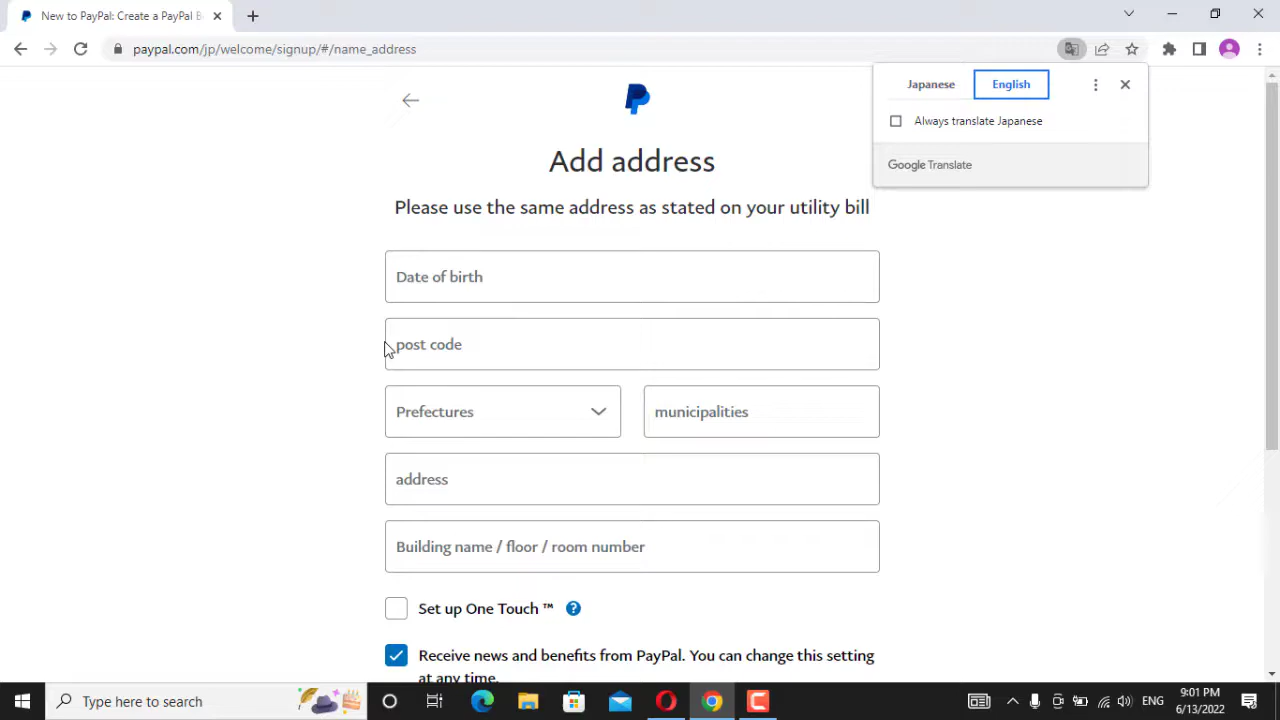 New to PayPal: Create a PayPal B
paypal.com/jp/welcome/signup/#/name_address
Japanese
English
Always translate Japanese
Google Translate
Add address
Please use the same address as stated on your utility bill
Date of birth
post code
Prefectures
municipalities
address
Building name / floor / room number
Set up One Touch ™ ?
Receive news and benefits from PayPal. You can change this setting
at any time.
Type here to search
ENG
9:01 PM
6/13/2022